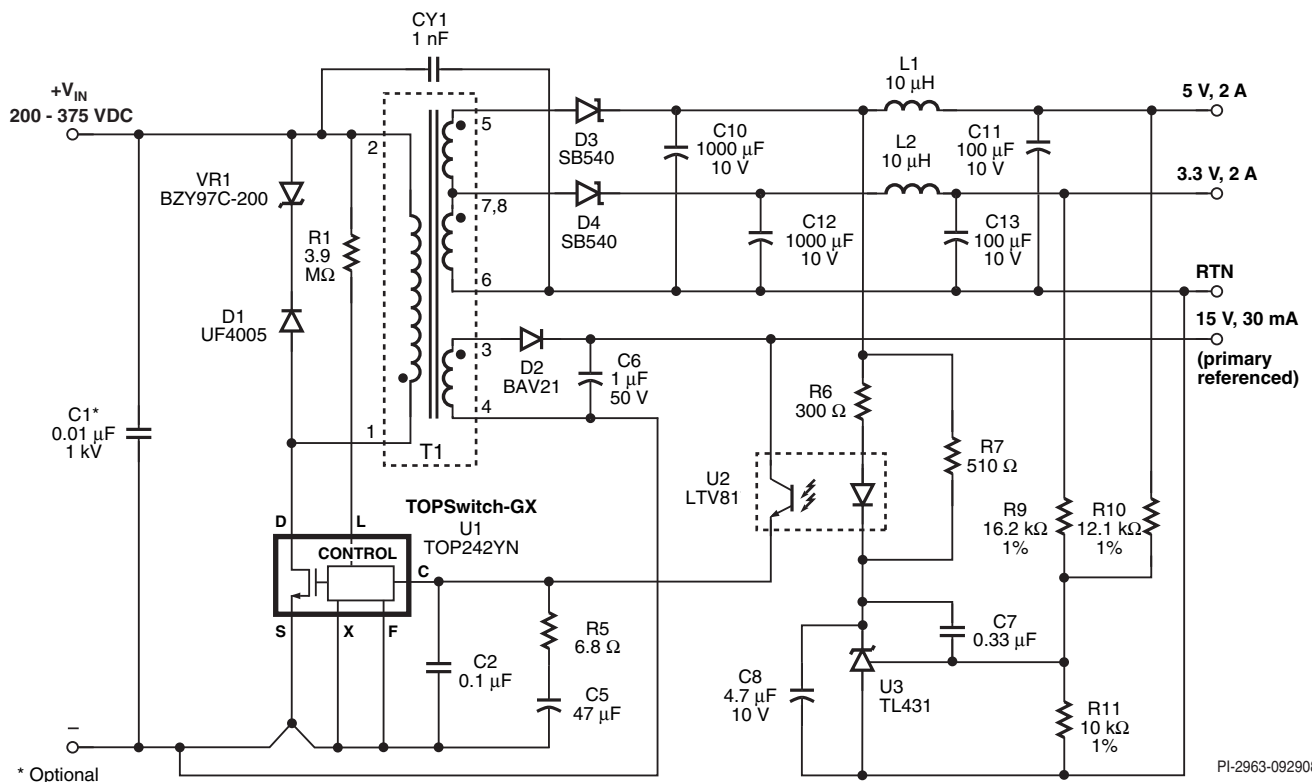 CY1
1 nF
+VIN
200 - 375 VDC
L1
10 µH
5 V, 2 A
5
D3
SB540
C10
1000 µF
10 V
L2
10 µH
C11
100 µF
10 V
2
VR1
BZY97C-200
3.3 V, 2 A
7,8
R1
3.9
MΩ
D4
SB540
C12
1000 µF
10 V
C13
100 µF
10 V
RTN
6
D1
UF4005
15 V, 30 mA
(primary
referenced)
3
D2
BAV21
C6
1 µF
50 V
R6
300 Ω
4
C1*
0.01 µF
1 kV
1
T1
R7
510 Ω
U2
LTV81
TOPSwitch-GX
U1
TOP242YN
D
L
R9
16.2 kΩ
1%
R10
12.1 kΩ
1%
CONTROL
C
S
X
F
R5
6.8 Ω
C7
0.33 µF
C2
0.1 µF
C5
47 µF
C8
4.7 µF
10 V
U3
TL431
R11
10 kΩ
1%
–
* Optional
PI-2963-092908